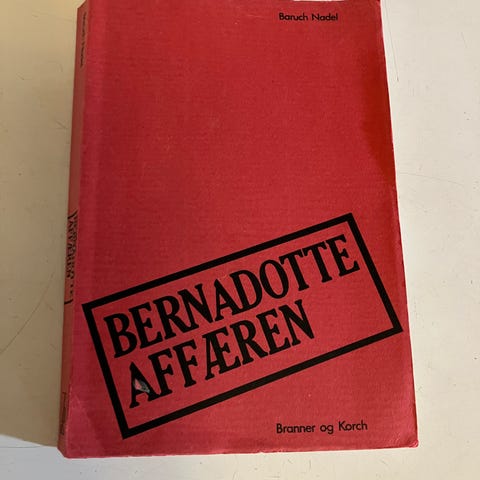 Baruch Nadel
BERNADOTTE
AFFÆREN
Branner og Korch